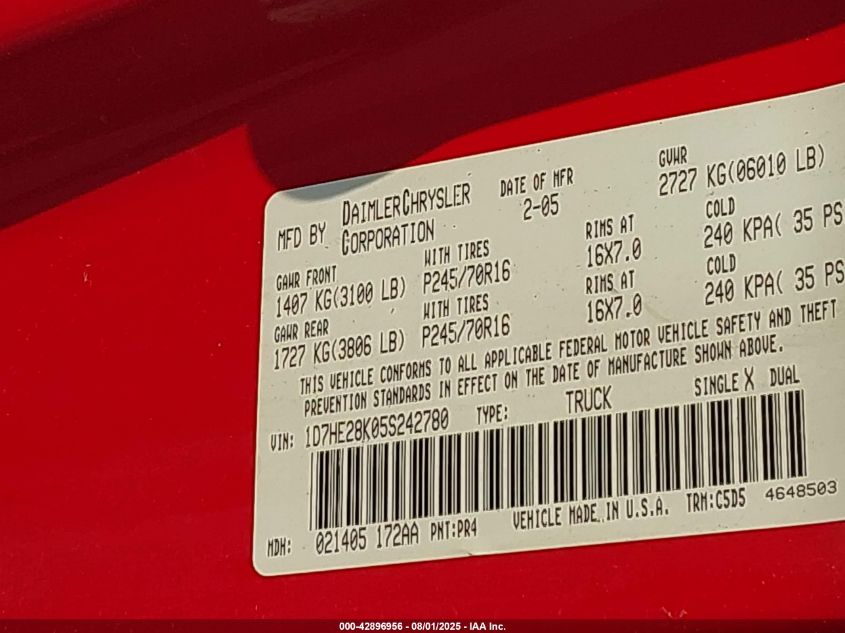 MFD BY DAIMLERCHRYSLER CORPORATION DATE OF MFR 2-05 GVWR 2727 KG(06010 LB)
GAWR FRONT WITH TIRES RIMS AT COLD
1407 KG(3100 LB) P245/70R16 16X7.0 240 KPA( 35 PS
GAWR REAR WITH TIRES RIMS AT COLD
1727 KG(3806 LB) P245/70R16 16X7.0 240 KPA( 35 PS
THIS VEHICLE CONFORMS TO ALL APPLICABLE FEDERAL MOTOR VEHICLE SAFETY AND THEFT
PREVENTION STANDARDS IN EFFECT ON THE DATE OF MANUFACTURE SHOWN ABOVE.
VIN: 1D7HE28K05S242780 TYPE: TRUCK SINGLE X DUAL
MDH: 021405 172AA PNT:PR4 VEHICLE MADE IN U.S.A. TRM:C5D5 4648503
000-42896956 - 08/01/2025 - IAA Inc.